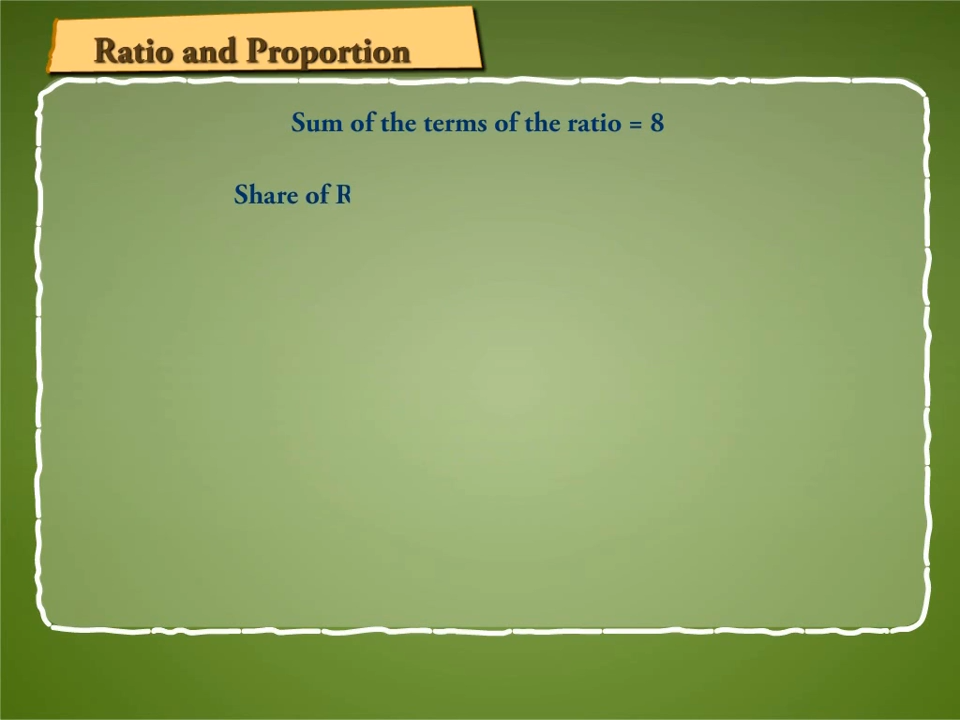 Ratio and Proportion
Sum of the terms of the ratio = 8
Share of R